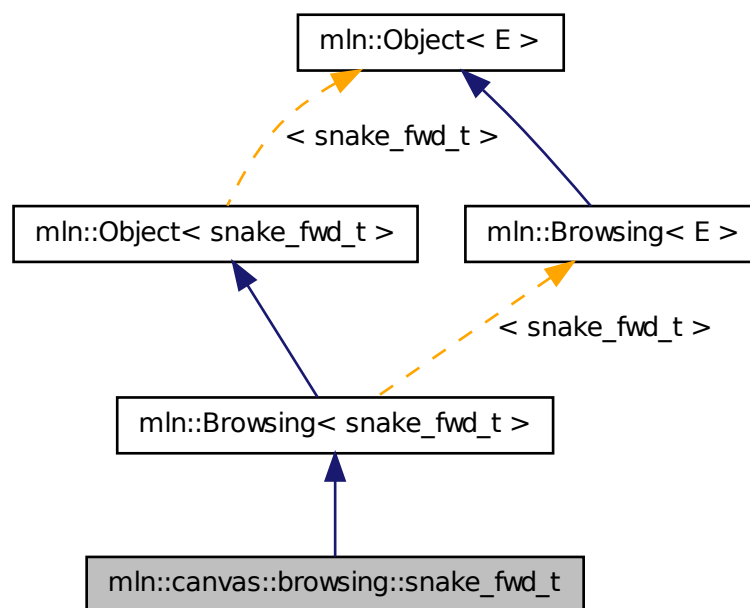 mln::Object< E >
< snake_fwd_t >
mln::Object< snake_fwd_t >
mln::Browsing< E >
< snake_fwd_t >
mln::Browsing< snake_fwd_t >
mln::canvas::browsing::snake_fwd_t